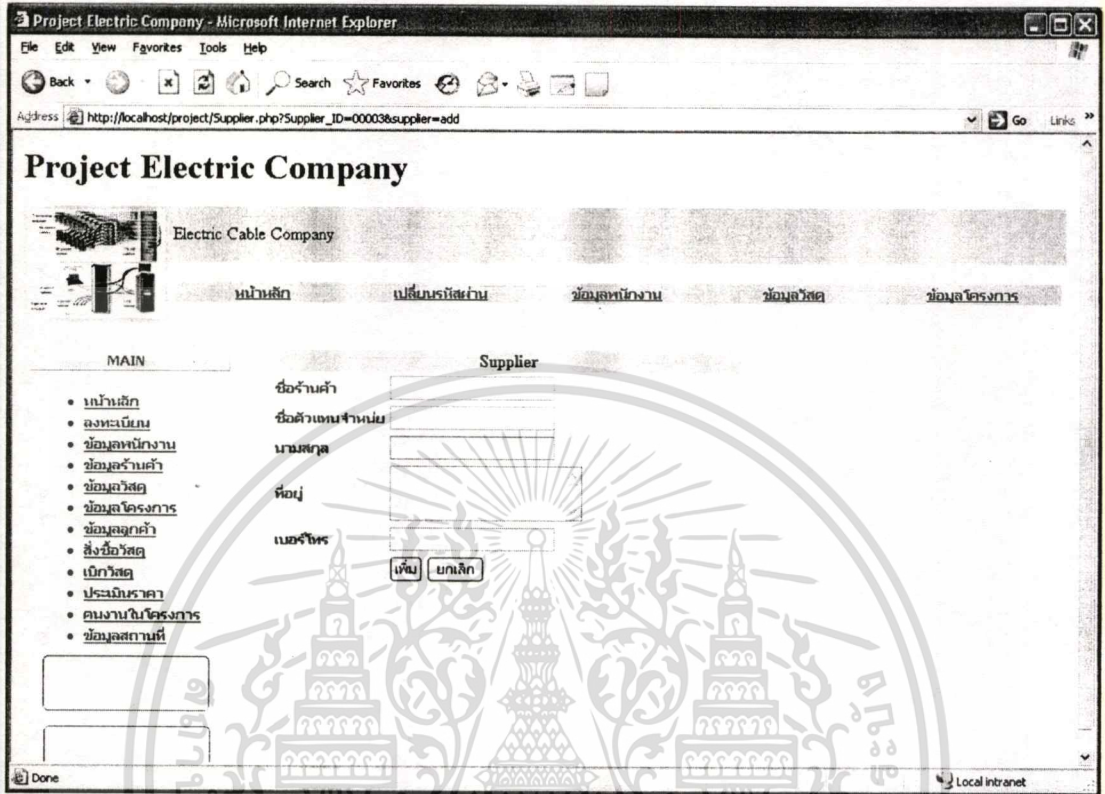 Project Electric Company - Microsoft Internet Explorer
File Edit View Favorites Tools Help
Back Search Favorites
Address http://localhost/project/Supplier.php?Supplier_ID=00003&supplier=add Go Links »
Project Electric Company
Electric Cable Company
หน้าหลัก เปลี่ยนรหัสผ่าน ข้อมูลพนักงาน ข้อมูลวัสดุ ข้อมูลโครงการ
MAIN
หน้าหลัก
ลงทะเบียน
ข้อมูลพนักงาน
ข้อมูลร้านค้า
ข้อมูลวัสดุ
ข้อมูลโครงการ
ข้อมูลลูกค้า
สั่งซื้อวัสดุ
เบิกวัสดุ
ประเมินราคา
คนงานในโครงการ
ข้อมูลสถานที่
Supplier
ชื่อร้านค้า
ชื่อตัวแทนจำหน่าย
นามสกุล
ที่อยู่
เบอร์โทร
เพิ่ม ยกเลิก
Done Local intranet